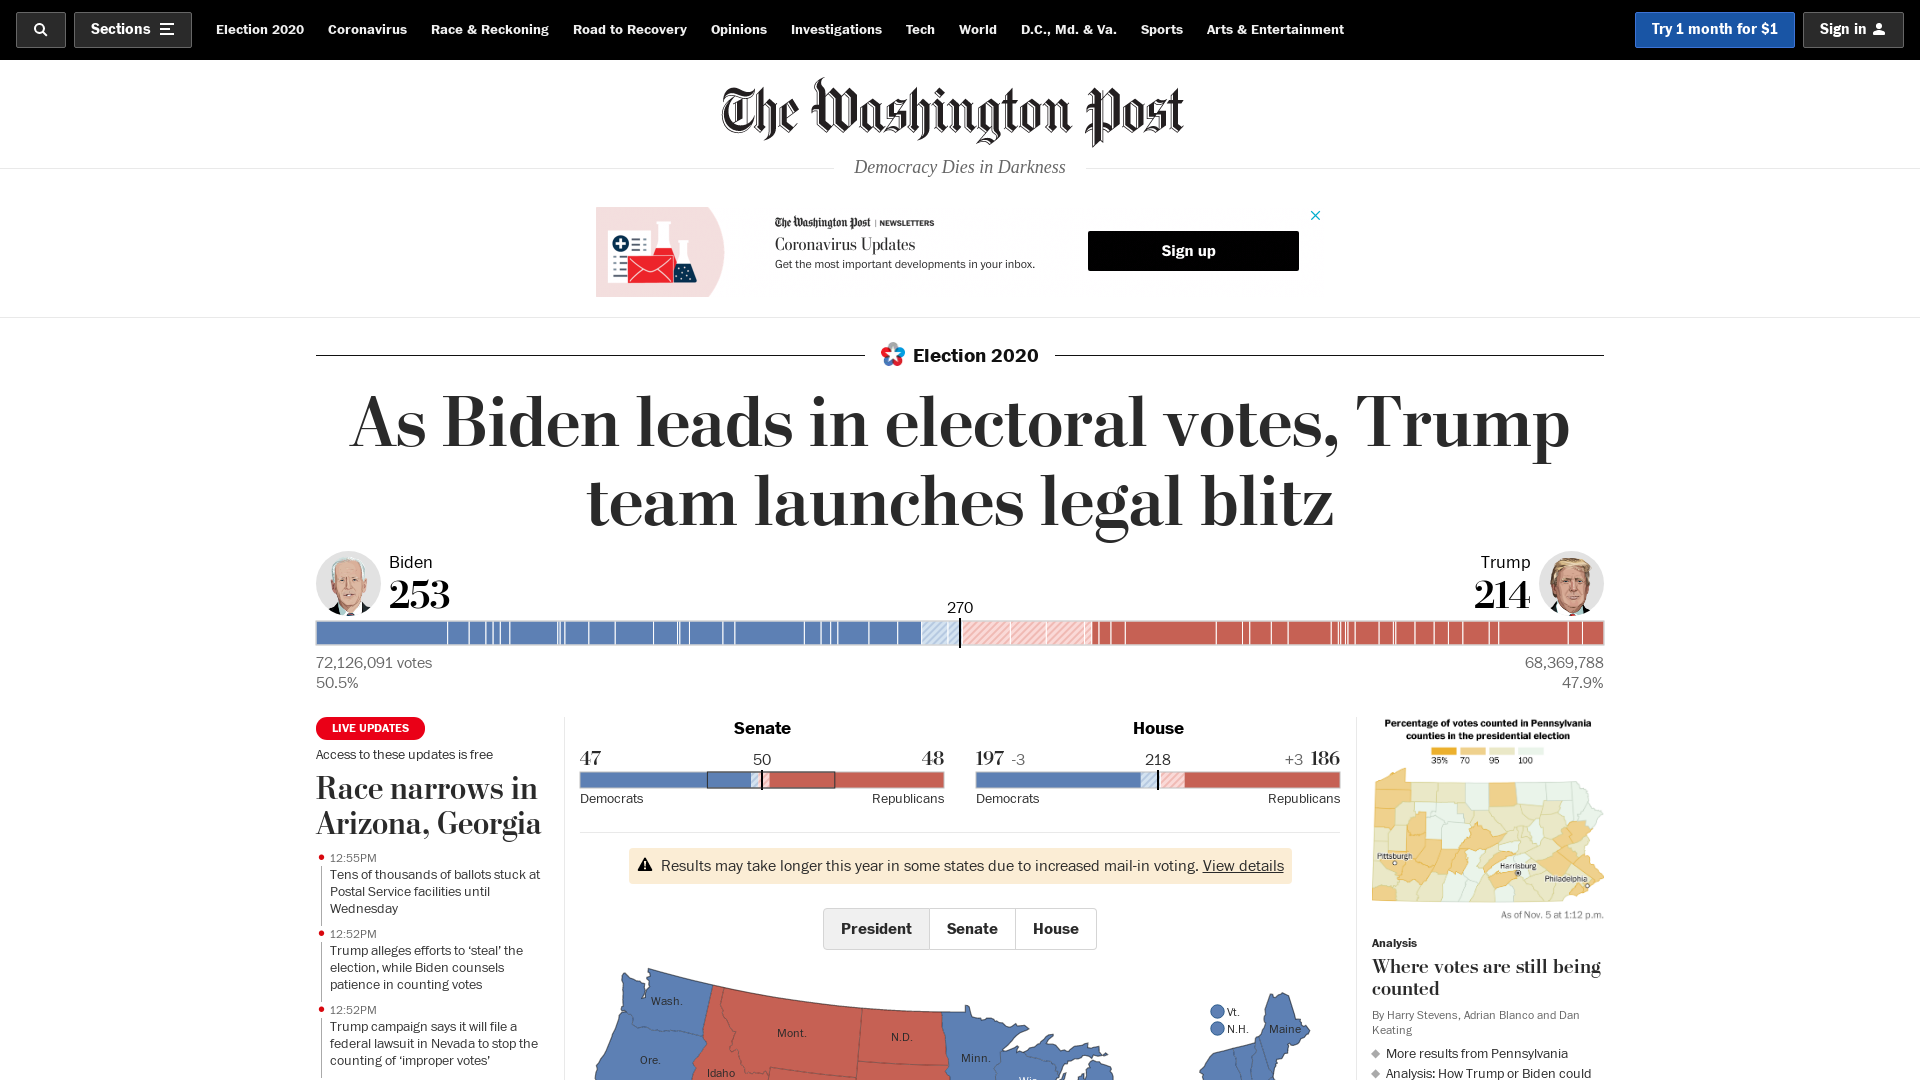 Sections
Election 2020
Coronavirus
Race & Reckoning
Road to Recovery
Opinions
Investigations
Tech
World
D.C., Md. & Va.
Sports
Arts & Entertainment
Try 1 month for $1
Sign in
The Washington Post
Democracy Dies in Darkness
The Washington Post | NEWSLETTERS
Coronavirus Updates
Get the most important developments in your inbox.
Sign up
Election 2020
As Biden leads in electoral votes, Trump
team launches legal blitz
Biden
253
Trump
214
270
72,126,091 votes
50.5%
68,369,788
47.9%
LIVE UPDATES
Access to these updates is free
Race narrows in
Arizona, Georgia
12:55PM
Tens of thousands of ballots stuck at
Postal Service facilities until
Wednesday
12:52PM
Trump alleges efforts to ‘steal’ the
election, while Biden counsels
patience in counting votes
12:52PM
Trump campaign says it will file a
federal lawsuit in Nevada to stop the
counting of ‘improper votes’
Senate
47
50
48
Democrats
Republicans
House
197 -3
218
+3 186
Democrats
Republicans
Results may take longer this year in some states due to increased mail-in voting. View details
President
Senate
House
Wash.
Mont.
N.D.
Minn.
Ore.
Idaho
Vt.
N.H.
Maine
Percentage of votes counted in Pennsylvania
counties in the presidential election
35% 70 95 100
Pittsburgh
Harrisburg
Philadelphia
As of Nov. 5 at 1:12 p.m.
Analysis
Where votes are still being
counted
By Harry Stevens, Adrian Blanco and Dan
Keating
More results from Pennsylvania
Analysis: How Trump or Biden could